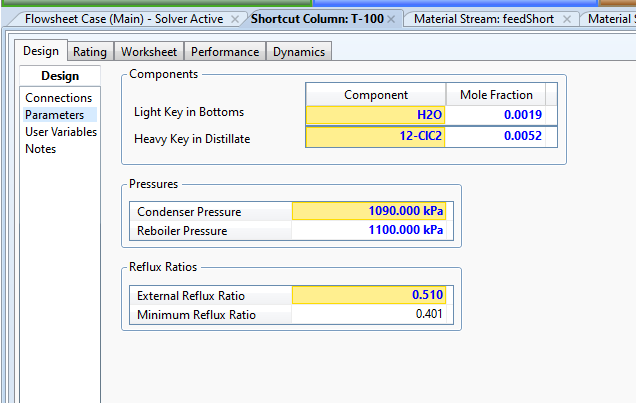 Flowsheet Case (Main) - Solver Active Shortcut Column: T-100 Material Stream: feedShort Material S
Design Rating Worksheet Performance Dynamics
Design
Connections
Parameters
User Variables
Notes
Components
Component Mole Fraction
Light Key in Bottoms H2O 0.0019
Heavy Key in Distillate 12-ClC2 0.0052
Pressures
Condenser Pressure 1090.000 kPa
Reboiler Pressure 1100.000 kPa
Reflux Ratios
External Reflux Ratio 0.510
Minimum Reflux Ratio 0.401